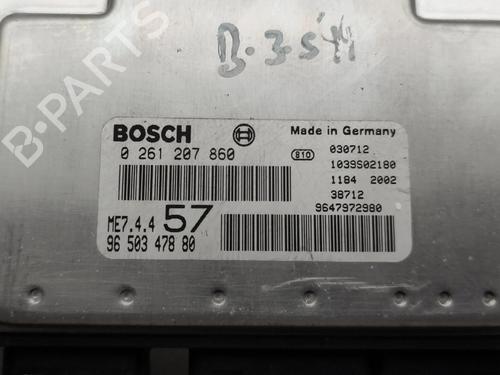 B-PARTS
BOSCH
Made in Germany
0 261 207 860
810
030712
1039S02180
1184 2002
38712
9647972980
ME7.4.4 57
96 503 478 80